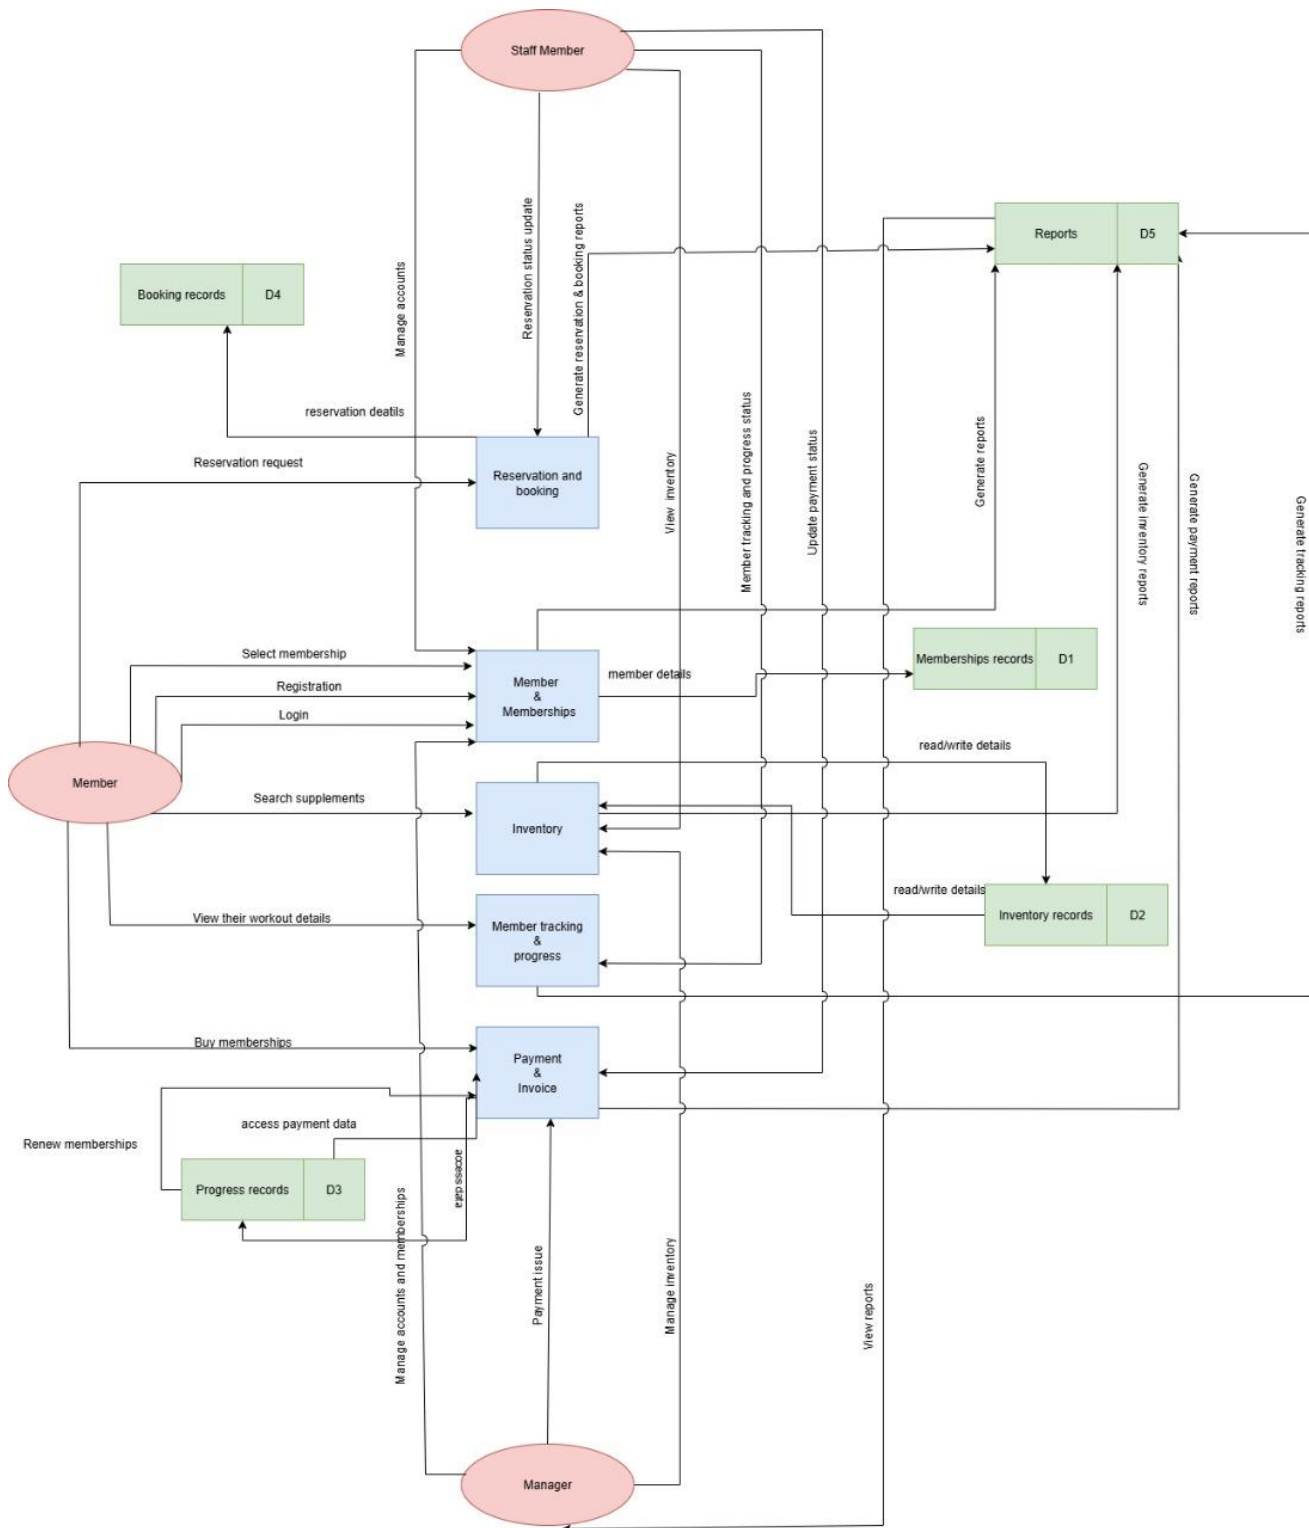 Staff Member
Reports
D5
Booking records
D4
Manage accounts
Reservation status update
Generate reservation & booking reports
reservation deatils
Reservation request
Reservation and
booking
View inventory
Member tracking and progress status
Update payment status
Generate reports
Generate inventory reports
Generate payment reports
Generate tracking reports
Select membership
Registration
Login
Member
&
Memberships
member details
Memberships records
D1
Member
Search supplements
Inventory
read/write details
read/write details
Inventory records
D2
View their workout details
Member tracking
&
progress
Buy memberships
Payment
&
Invoice
access payment data
Renew memberships
access data
Progress records
D3
Manage accounts and memberships
Payment issue
Manage inventory
View reports
Manager